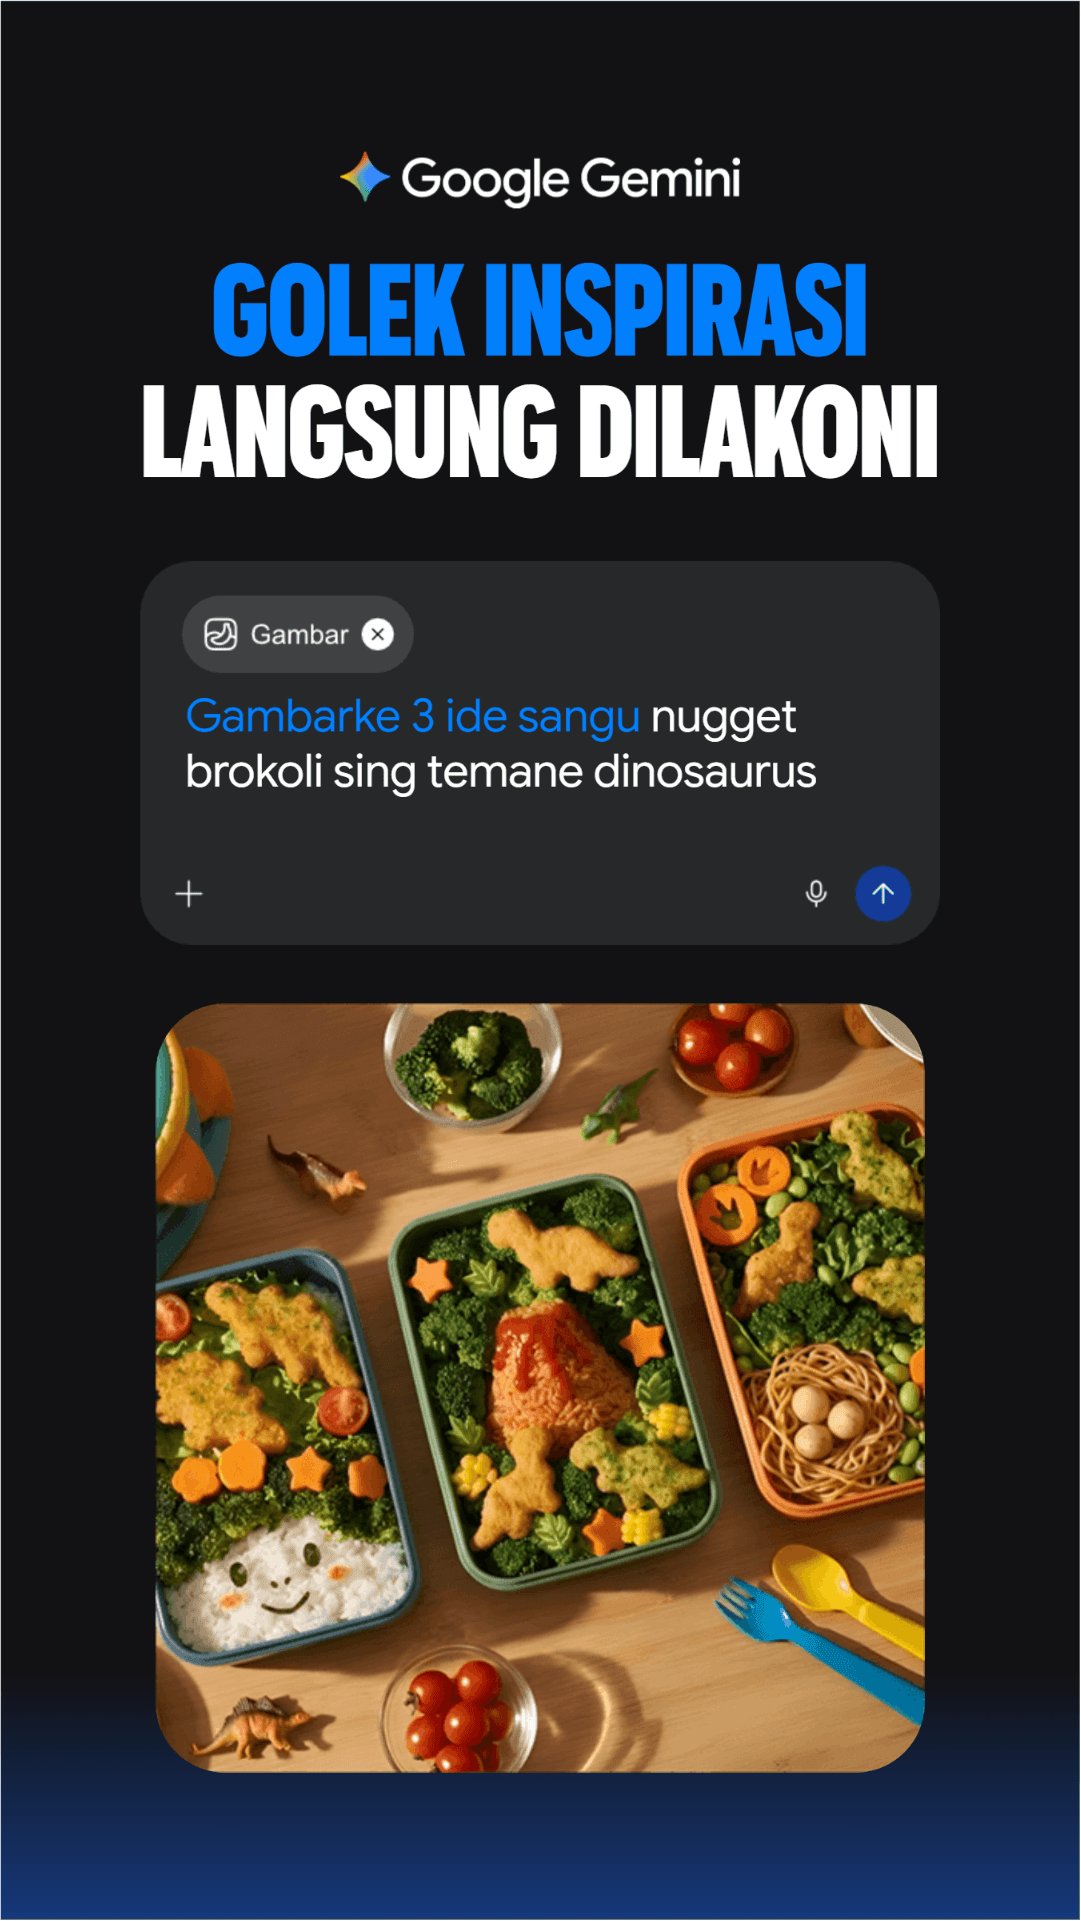 Google Gemini
GOLEK INSPIRASI
LANGSUNG DILAKONI
Gambar
Gambarke 3 ide sangu nugget
brokoli sing temane dinosaurus